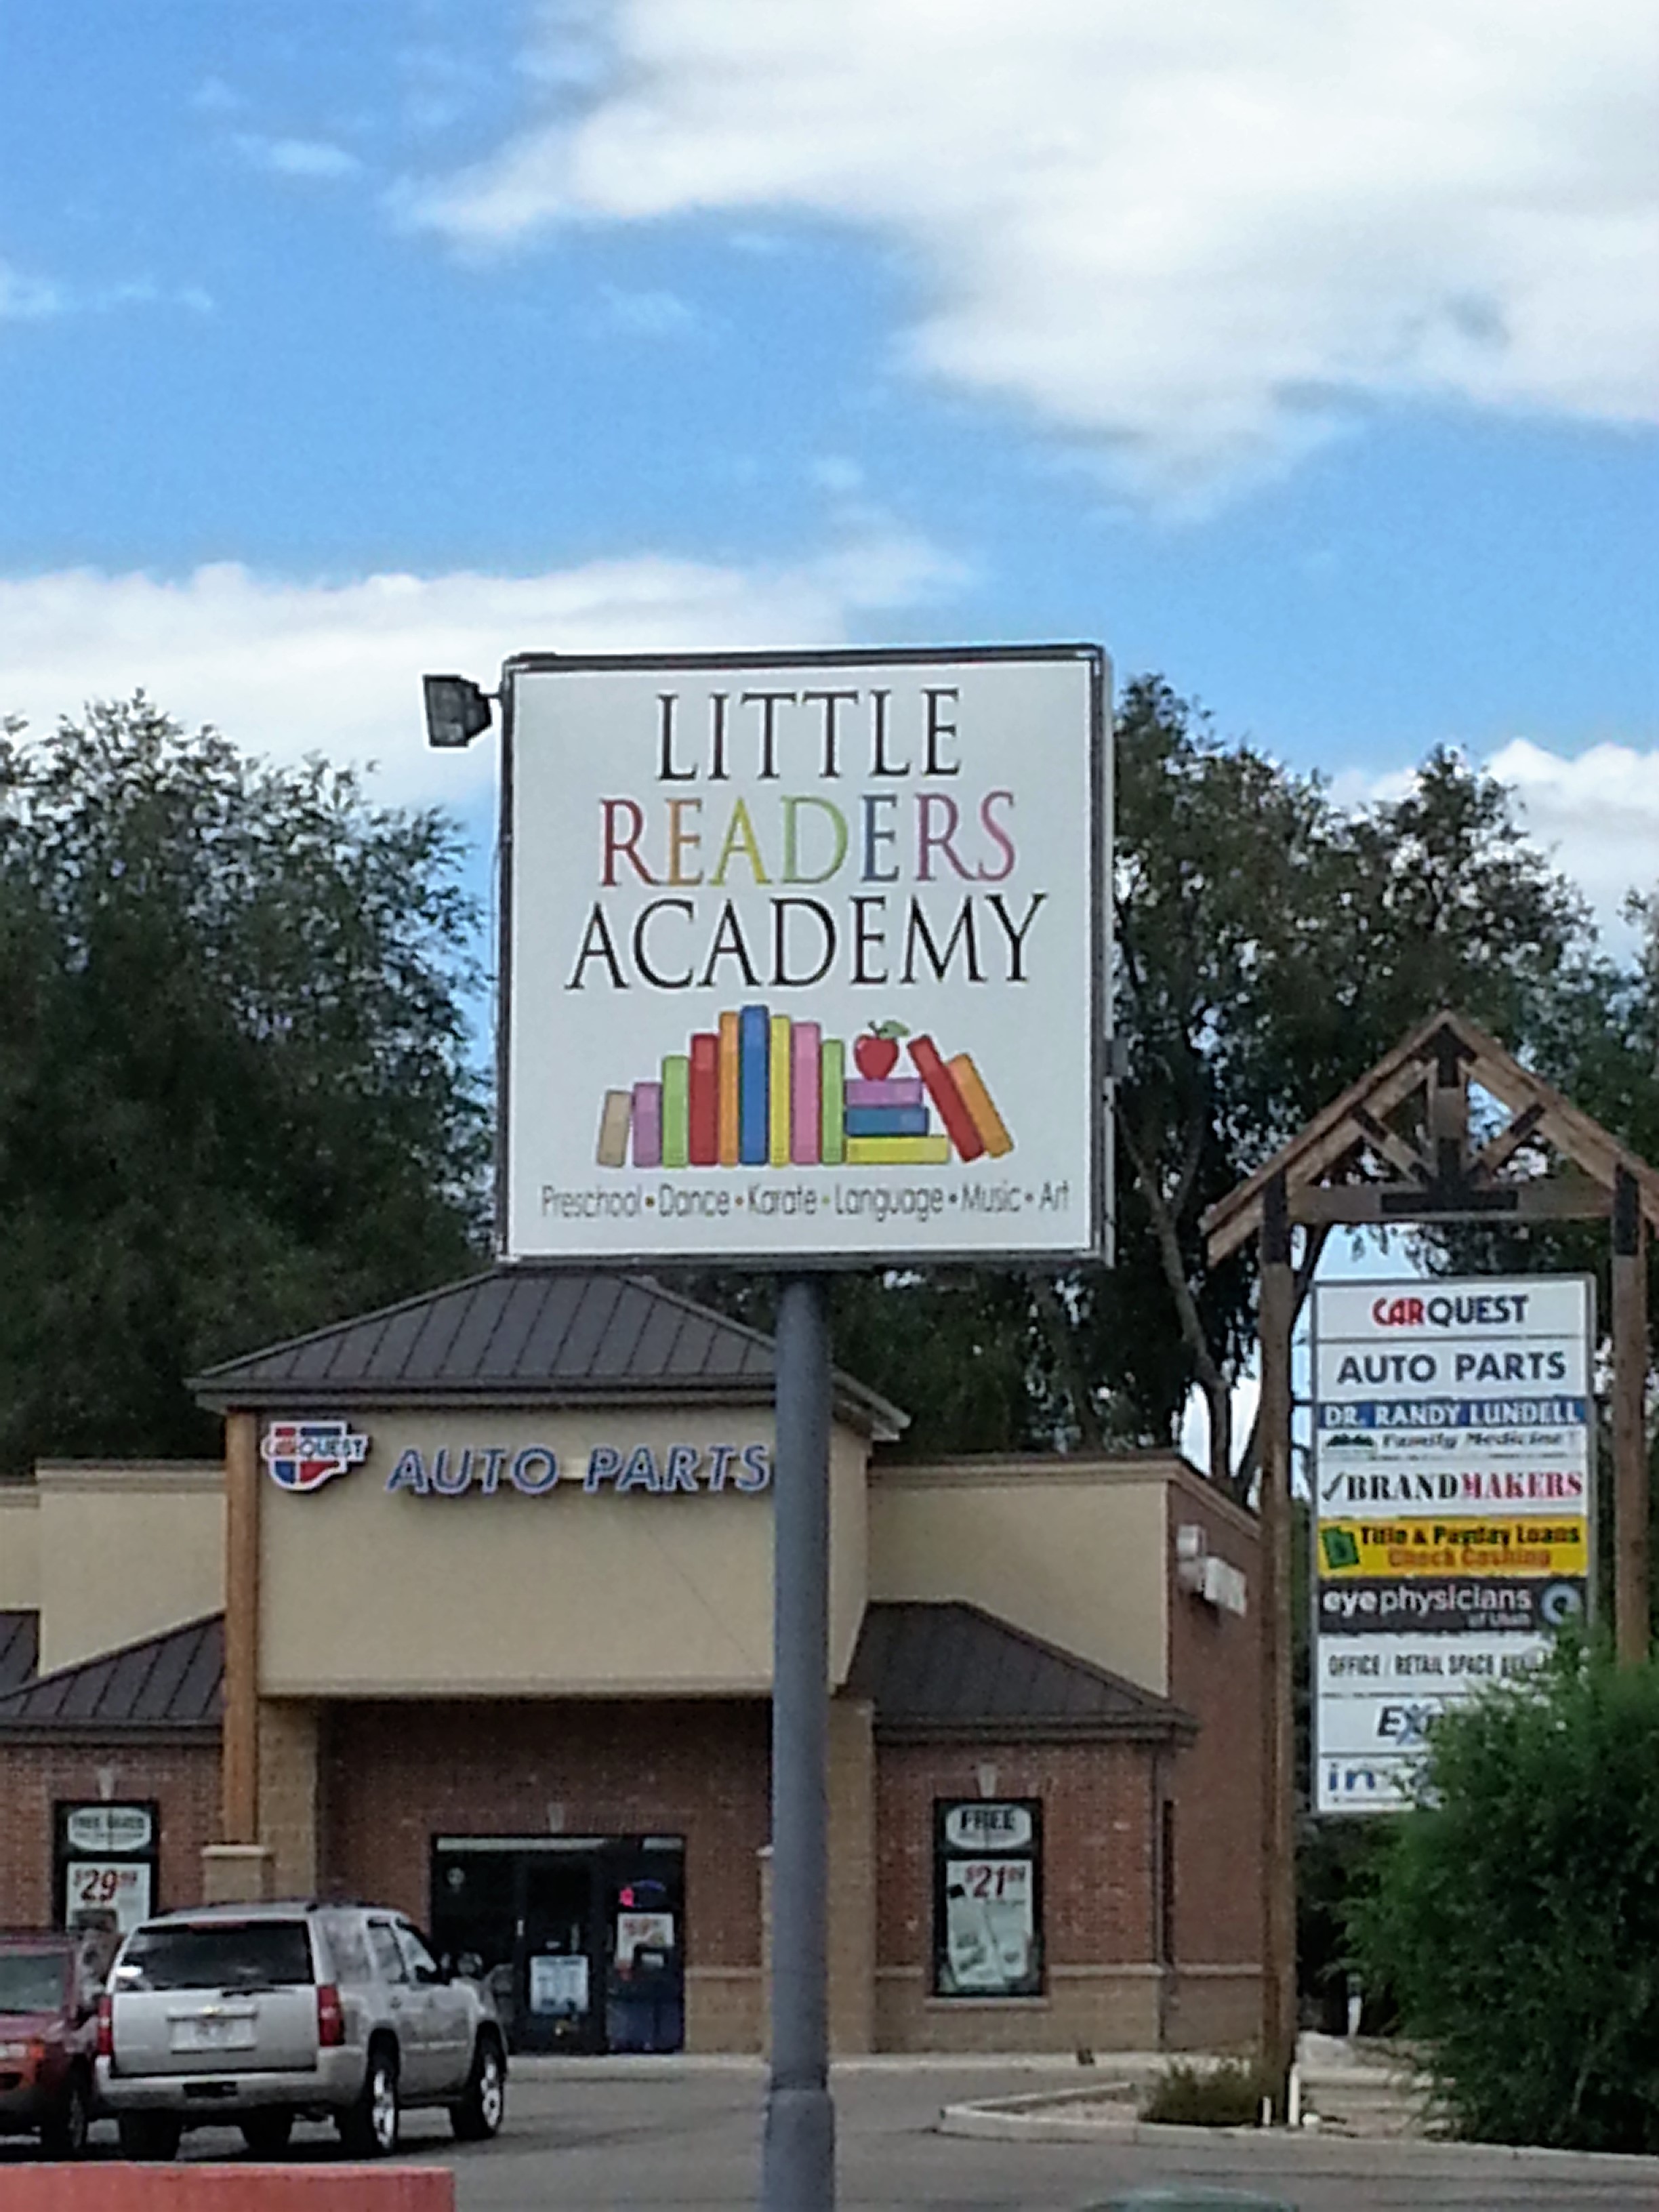 LITTLE
READERS
ACADEMY
Preschool • Dance • Karate • Language • Music • Art
CARQUEST
AUTO PARTS
DR. RANDY LUNDELL
Family Medicine
BRANDMAKERS
Title & Payday Loans
Check Cashing
eyephysicians
of Utah
OFFICE / RETAIL SPACE
CARQUEST AUTO PARTS
FREE
$29
FREE
$21